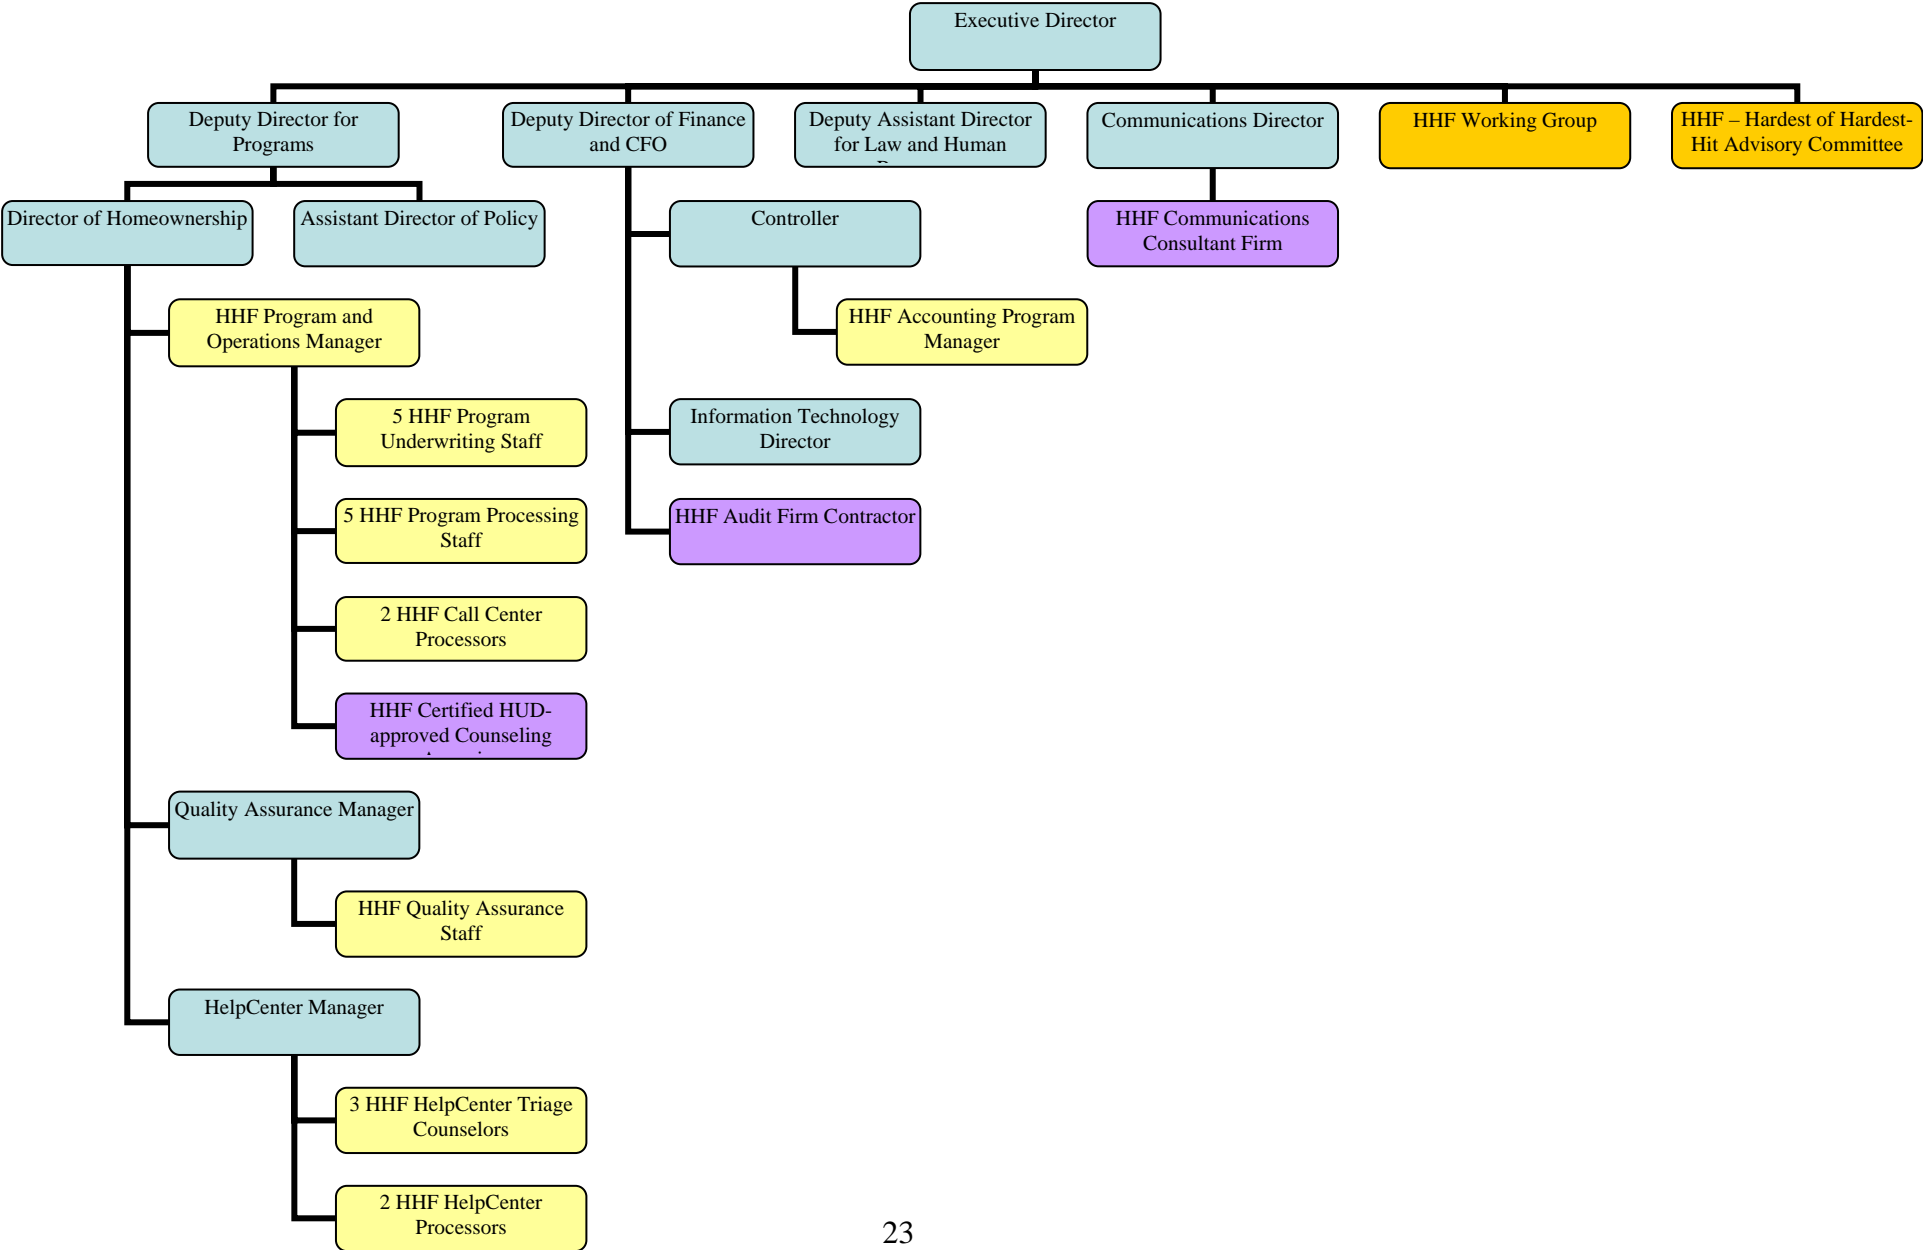 Executive Director
Deputy Director for
Programs
Deputy Director of Finance
and CFO
Deputy Assistant Director
for Law and Human
Communications Director
HHF Working Group
HHF – Hardest of Hardest-
Hit Advisory Committee
Director of Homeownership
Assistant Director of Policy
Controller
HHF Communications
Consultant Firm
HHF Program and
Operations Manager
HHF Accounting Program
Manager
5 HHF Program
Underwriting Staff
Information Technology
Director
5 HHF Program Processing
Staff
HHF Audit Firm Contractor
2 HHF Call Center
Processors
HHF Certified HUD-
approved Counseling
Quality Assurance Manager
HHF Quality Assurance
Staff
HelpCenter Manager
3 HHF HelpCenter Triage
Counselors
2 HHF HelpCenter
Processors
23